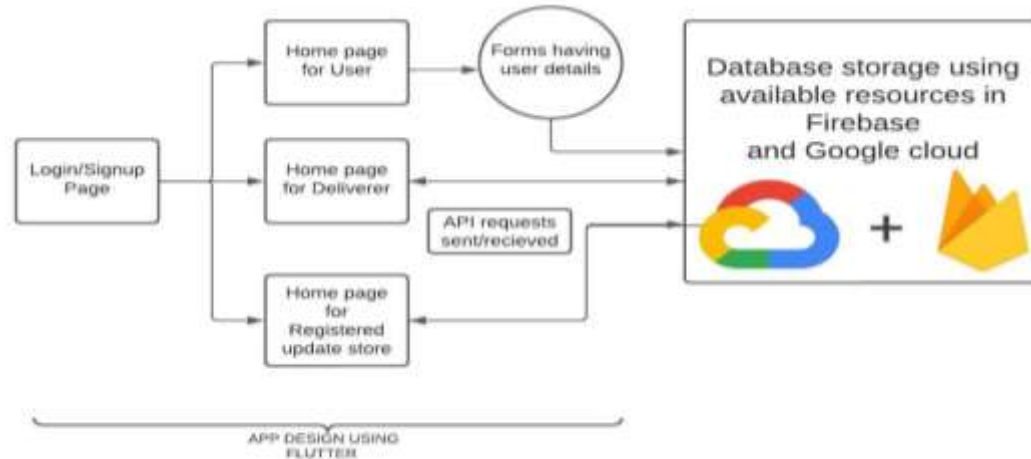 Home page
for User
Forms having
user details
Database storage using
available resources in
Firebase
and Google cloud
Login/Signup
Page
Home page
for Deliverer
API requests
sent/recieved
+
Home page
for
Registered
update store
APP DESIGN USING
FLUTTER